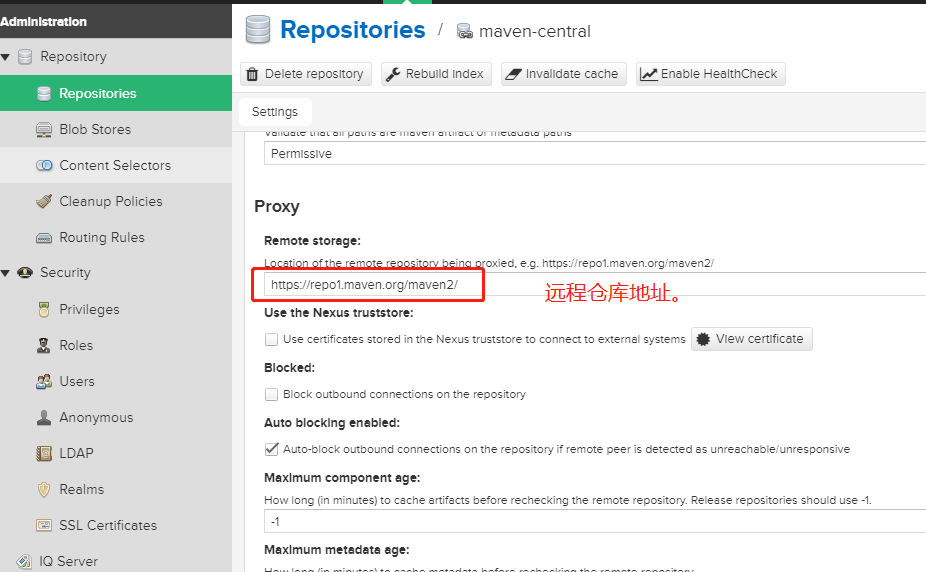 Administration
Repository
Repositories
Blob Stores
Content Selectors
Cleanup Policies
Routing Rules
Security
Privileges
Roles
Users
Anonymous
LDAP
Realms
SSL Certificates
IQ Server
Repositories / maven-central
Delete repository Rebuild index Invalidate cache Enable HealthCheck
Settings
Validate that all paths are maven artifact or metadata paths
Permissive
Proxy
Remote storage:
Location of the remote repository being proxied, e.g. https://repo1.maven.org/maven2/
https://repo1.maven.org/maven2/
远程仓库地址。
Use the Nexus truststore:
Use certificates stored in the Nexus truststore to connect to external systems View certificate
Blocked:
Block outbound connections on the repository
Auto blocking enabled:
Auto-block outbound connections on the repository if remote peer is detected as unreachable/unresponsive
Maximum component age:
How long (in minutes) to cache artifacts before rechecking the remote repository. Release repositories should use -1.
-1
Maximum metadata age:
How long (in minutes) to cache metadata before rechecking the remote repository.